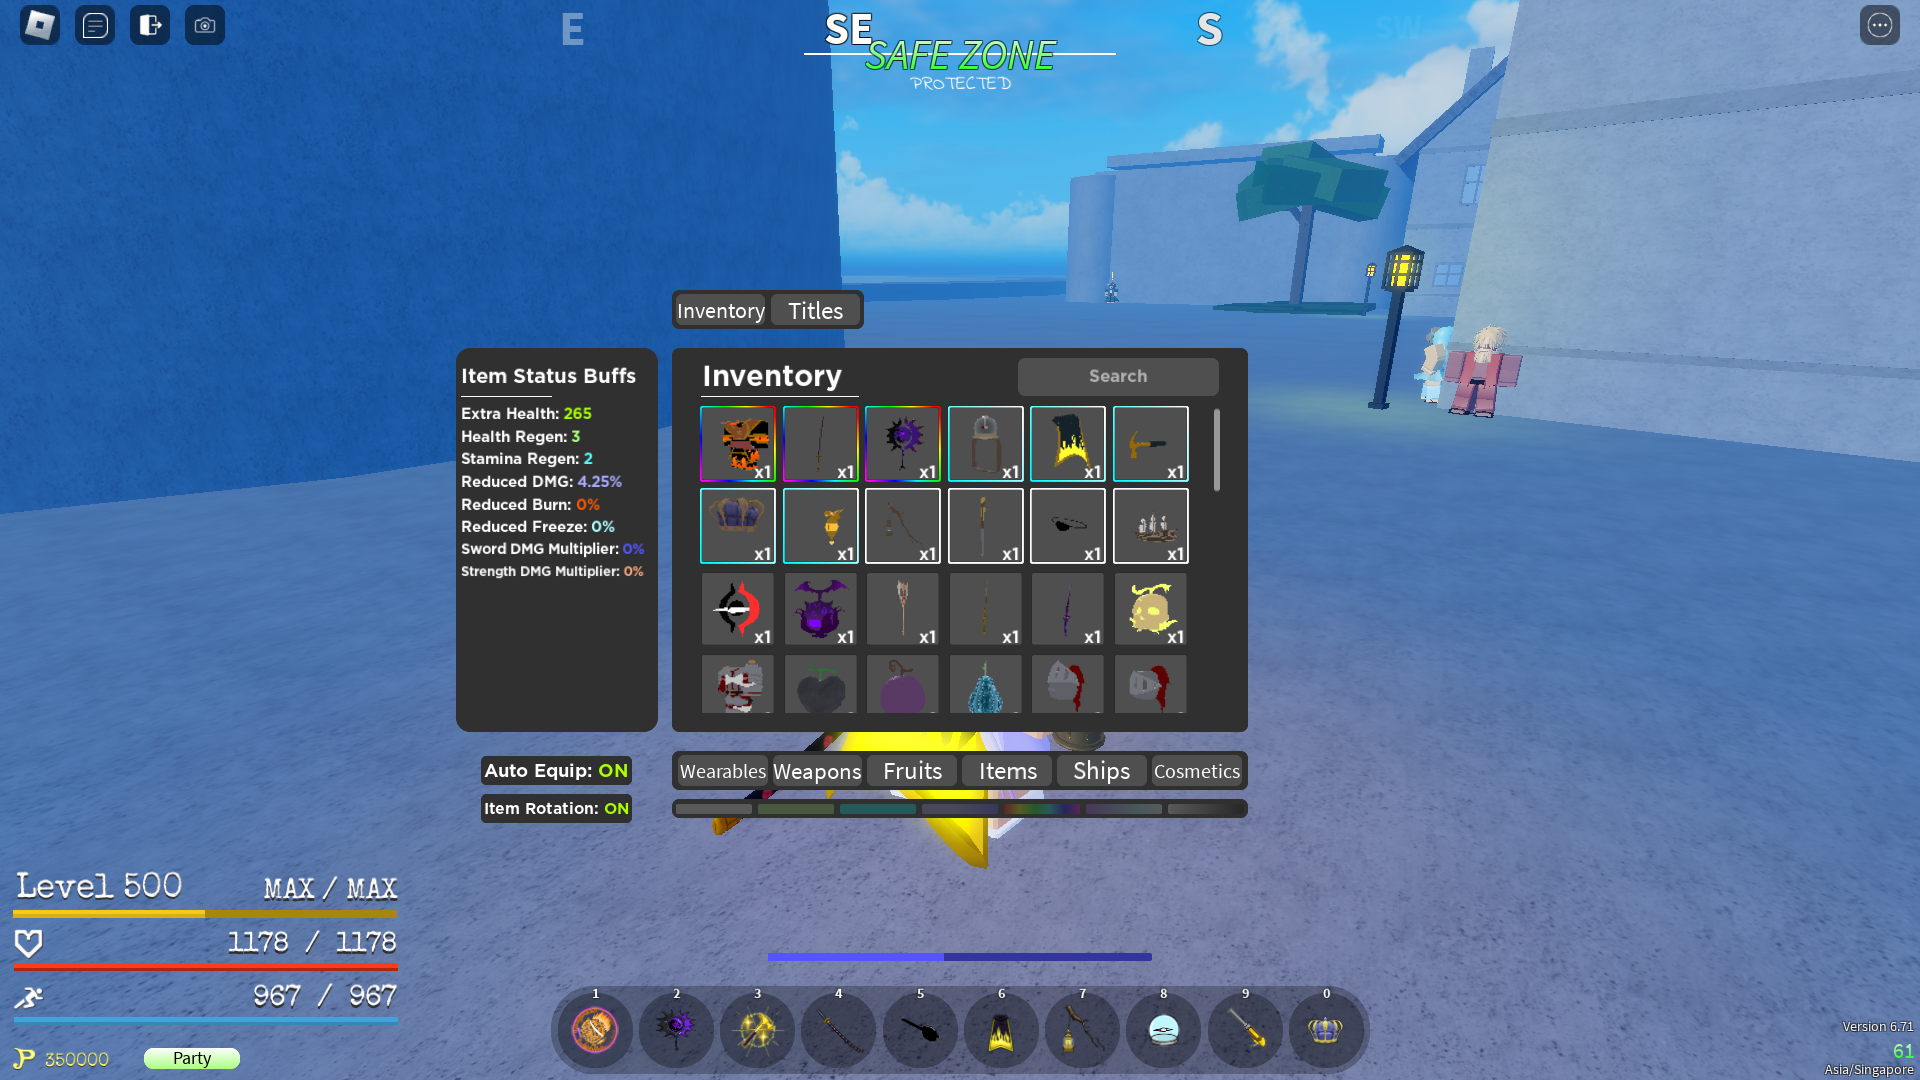 E
SE
S
SW
SAFE ZONE
PROTECTED
Inventory
Titles
Item Status Buffs
Extra Health: 265
Health Regen: 3
Stamina Regen: 2
Reduced DMG: 4.25%
Reduced Burn: 0%
Reduced Freeze: 0%
Sword DMG Multiplier: 0%
Strength DMG Multiplier: 0%
Inventory
Search
x1 x1 x1 x1 x1 x1
x1 x1 x1 x1 x1 x1
x1 x1 x1 x1 x1 x1
Auto Equip: ON
Item Rotation: ON
Wearables
Weapons
Fruits
Items
Ships
Cosmetics
Level 500
MAX / MAX
1178 / 1178
967 / 967
350000
Party
1 2 3 4 5 6 7 8 9 0
Version 6.71
61
Asia/Singapore